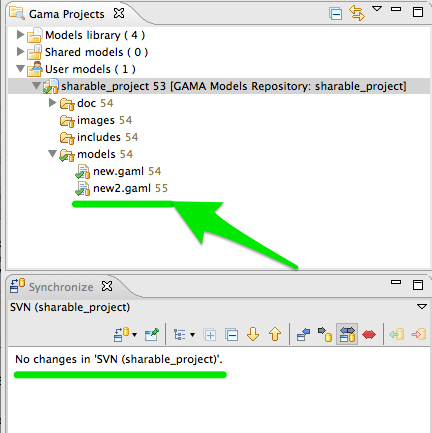 Gama Projects
Models library ( 4 )
Shared models ( 0 )
User models ( 1 )
sharable_project 53 [GAMA Models Repository: sharable_project]
doc 54
images 54
includes 54
models 54
new.gaml 54
new2.gaml 55
Synchronize
SVN (sharable_project)
No changes in 'SVN (sharable_project)'.